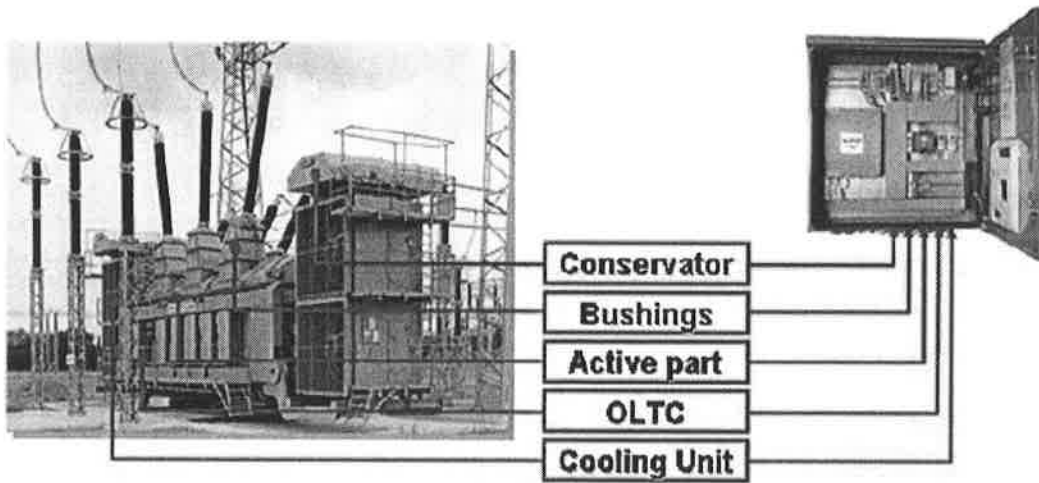 Conservator
Bushings
Active part
OLTC
Cooling Unit